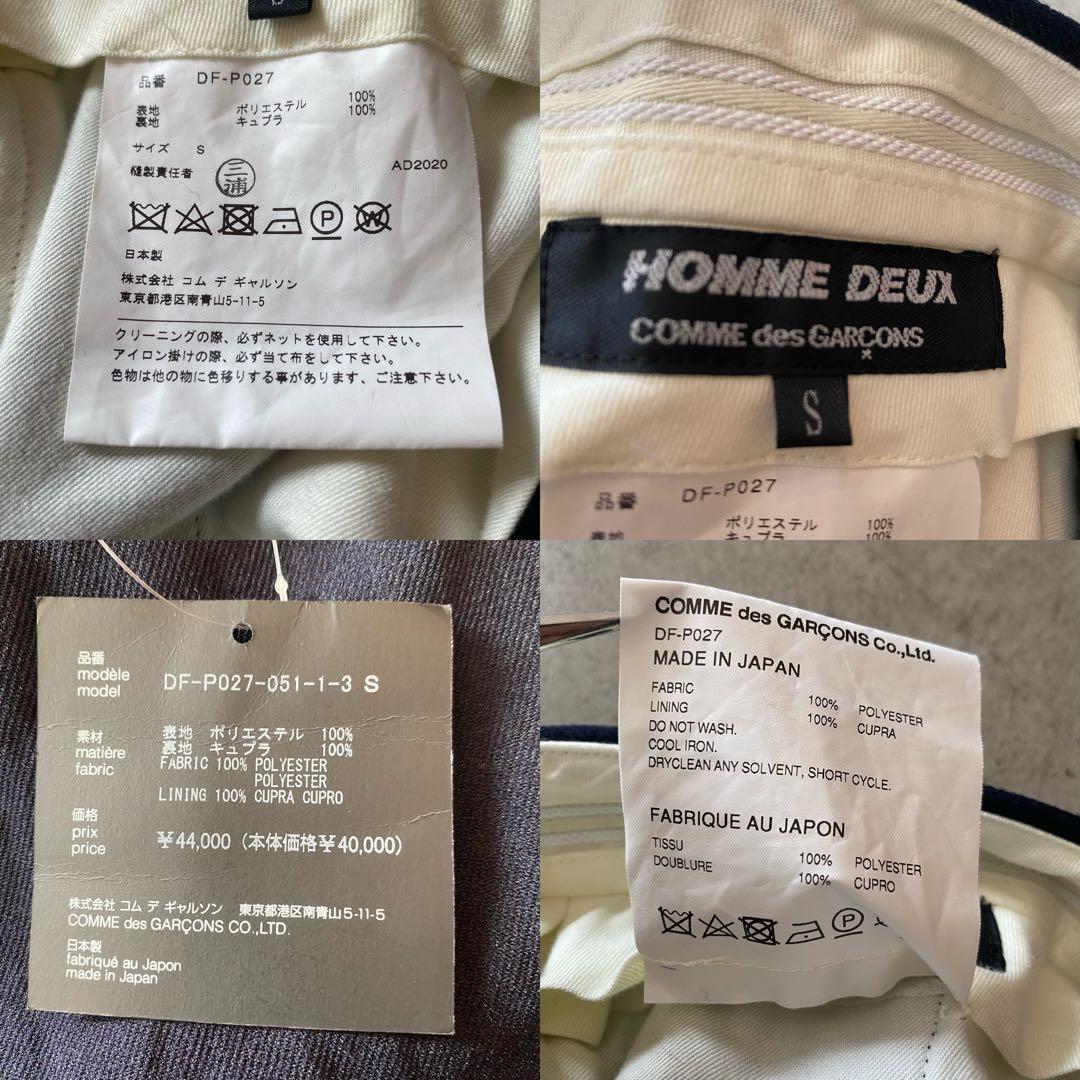 品番 DF-P027
表地 ポリエステル 100%
裏地 キュプラ 100%
サイズ S
縫製責任者 三浦 AD2020
P W
日本製
株式会社 コム デ ギャルソン
東京都港区南青山5-11-5
クリーニングの際、必ずネットを使用して下さい。
アイロン掛けの際、必ず当て布をして下さい。
色物は他の物に色移りする事があります、ご注意下さい。
HOMME DEUX
COMME des GARÇONS
S
品番 DF-P027
ポリエステル 100%
キュプラ 100%
品番
modèle
model
DF-P027-051-1-3 S
素材
matière
fabric
表地 ポリエステル 100%
裏地 キュプラ 100%
FABRIC 100% POLYESTER
POLYESTER
LINING 100% CUPRA CUPRO
価格
prix
price
¥44,000 (本体価格¥40,000)
株式会社 コム デ ギャルソン 東京都港区南青山5-11-5
COMME des GARÇONS CO.,LTD.
日本製
fabriqué au Japon
made in Japan
COMME des GARÇONS Co.,Ltd.
DF-P027
MADE IN JAPAN
FABRIC 100% POLYESTER
LINING 100% CUPRA
DO NOT WASH.
COOL IRON.
DRYCLEAN ANY SOLVENT, SHORT CYCLE.
FABRIQUE AU JAPON
TISSU 100% POLYESTER
DOUBLURE 100% CUPRO
P